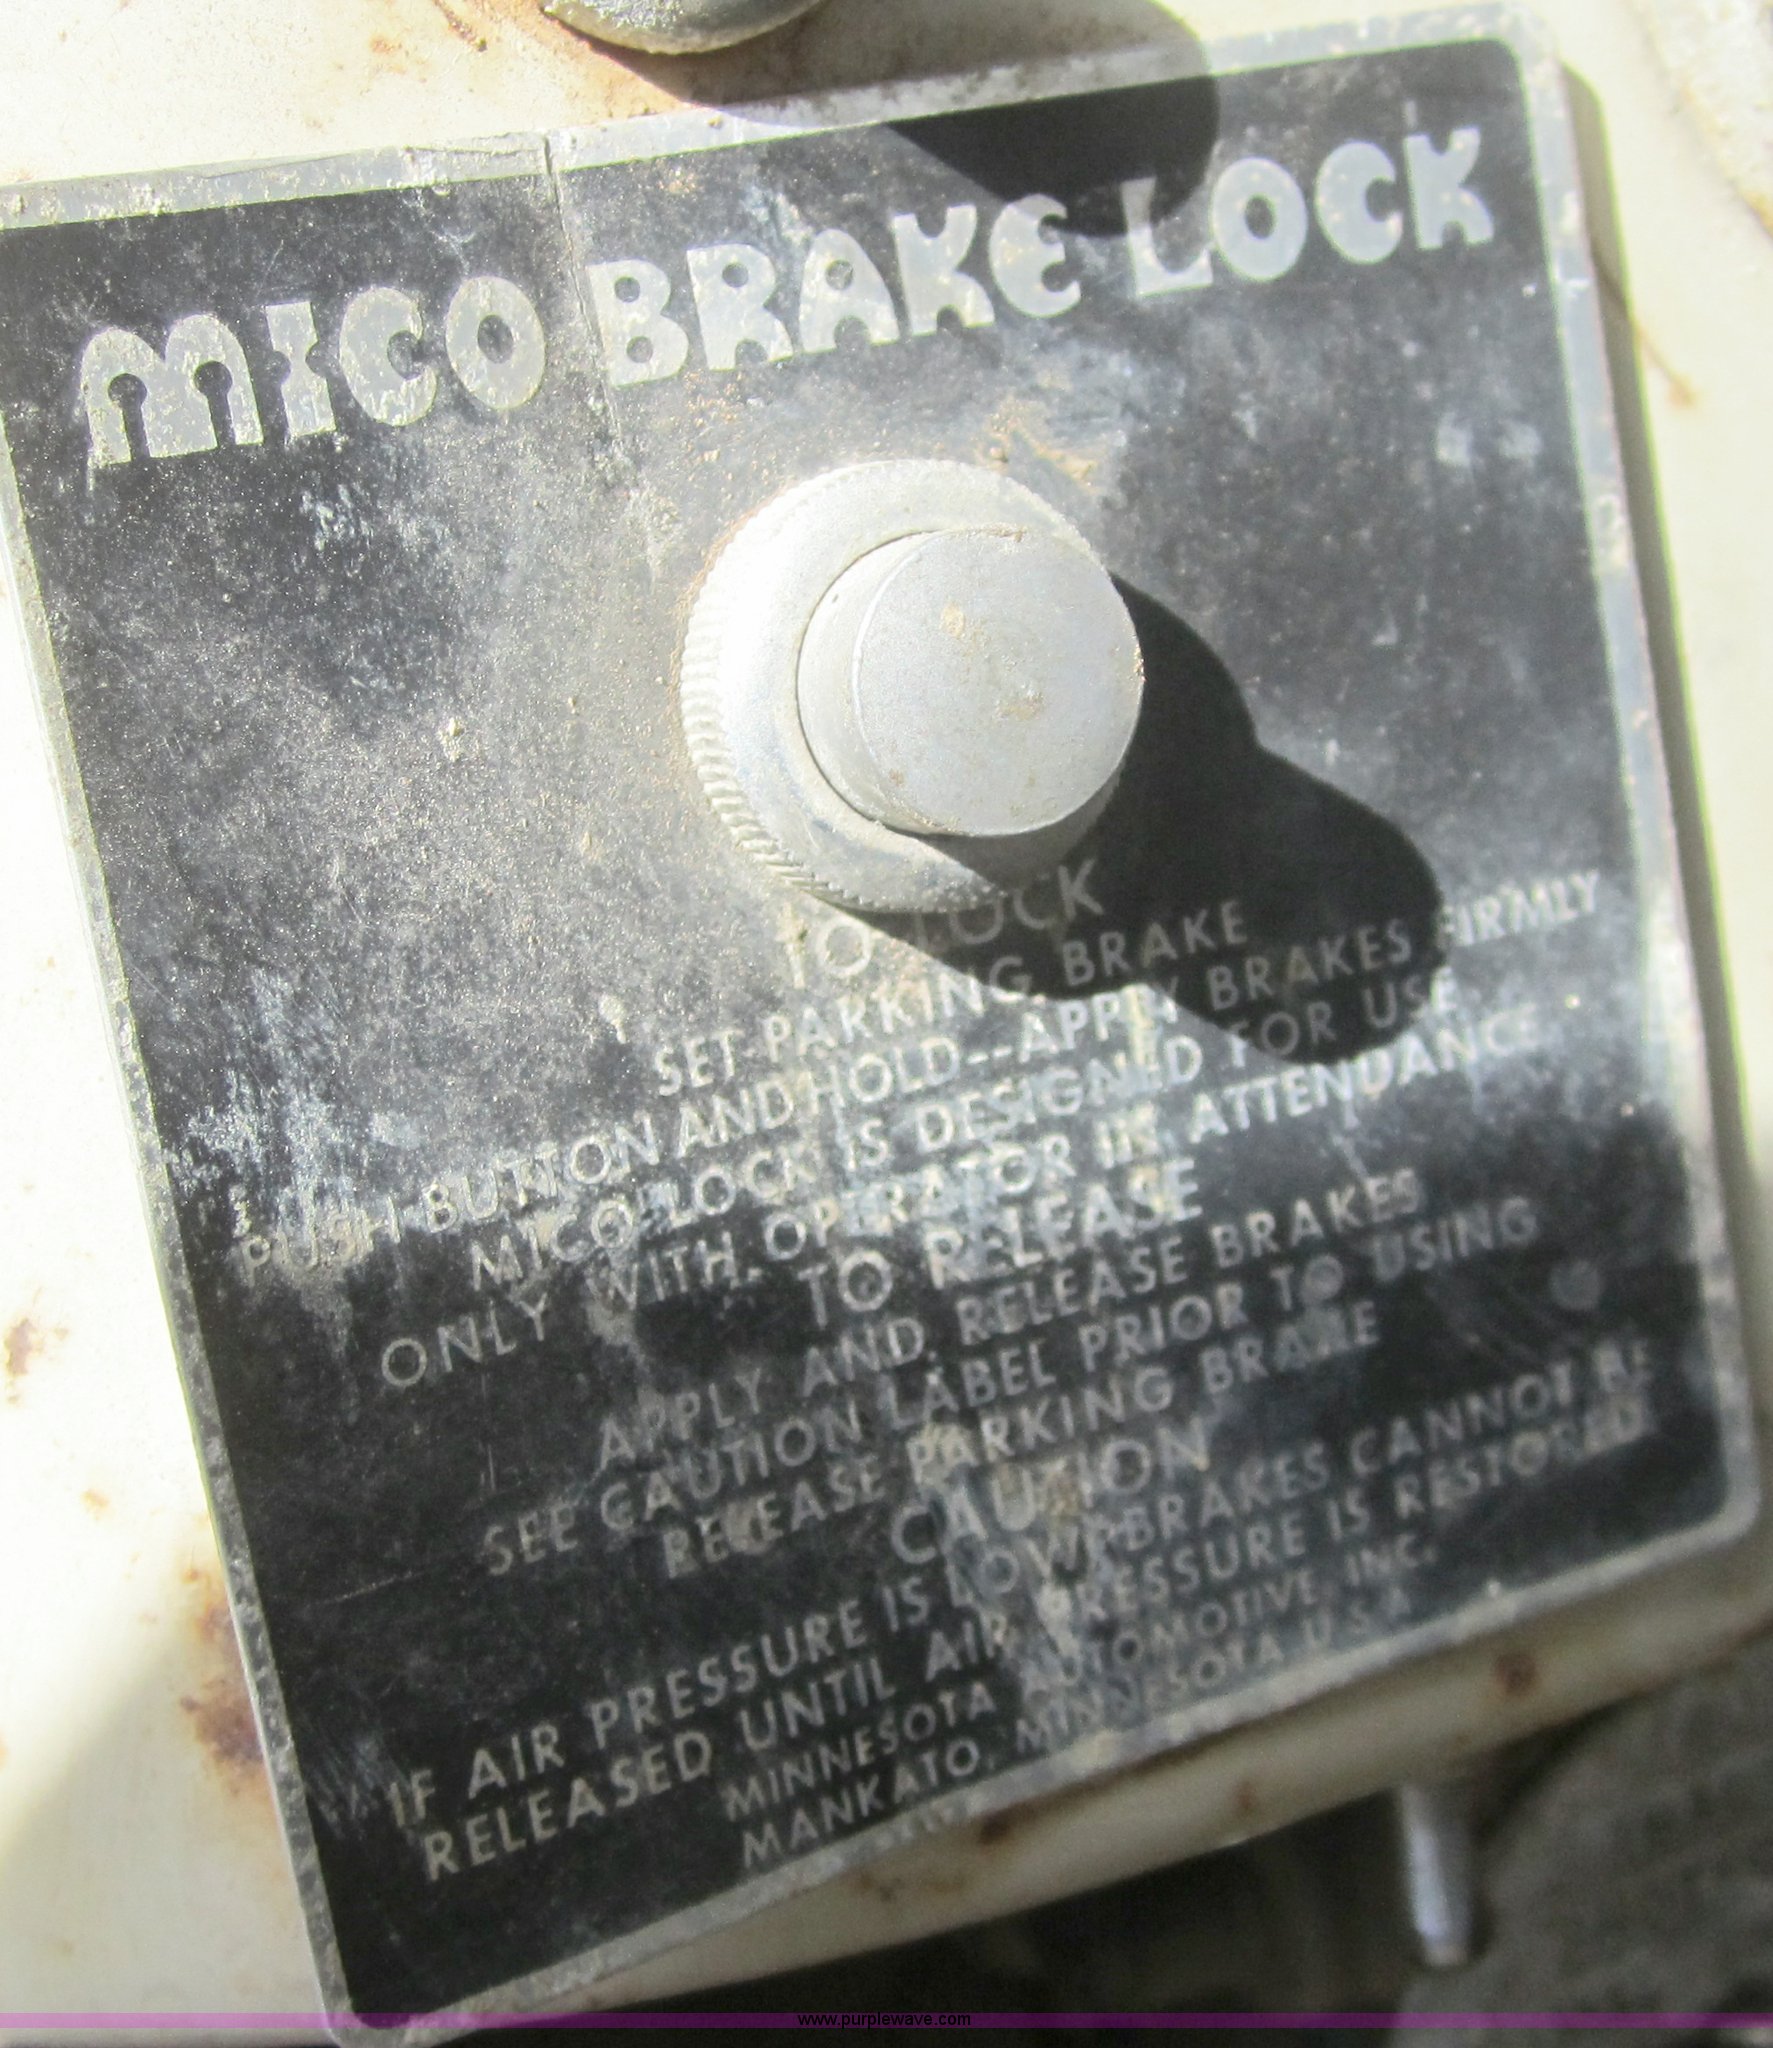 MICO BRAKE LOCK
TO LOCK
SET PARKING BRAKE
PUSH BUTTON AND HOLD--APPLY BRAKES FIRMLY
MICO LOCK IS DESIGNED FOR USE
ONLY WITH OPERATOR IN ATTENDANCE
TO RELEASE
APPLY AND RELEASE BRAKES
SEE CAUTION LABEL PRIOR TO USING
RELEASE PARKING BRAKE
CAUTION
IF AIR PRESSURE IS LOW, BRAKES CANNOT BE
RELEASED UNTIL AIR PRESSURE IS RESTORED
MINNESOTA AUTOMOTIVE, INC.
MANKATO, MINNESOTA U.S.A.
www.purplewave.com